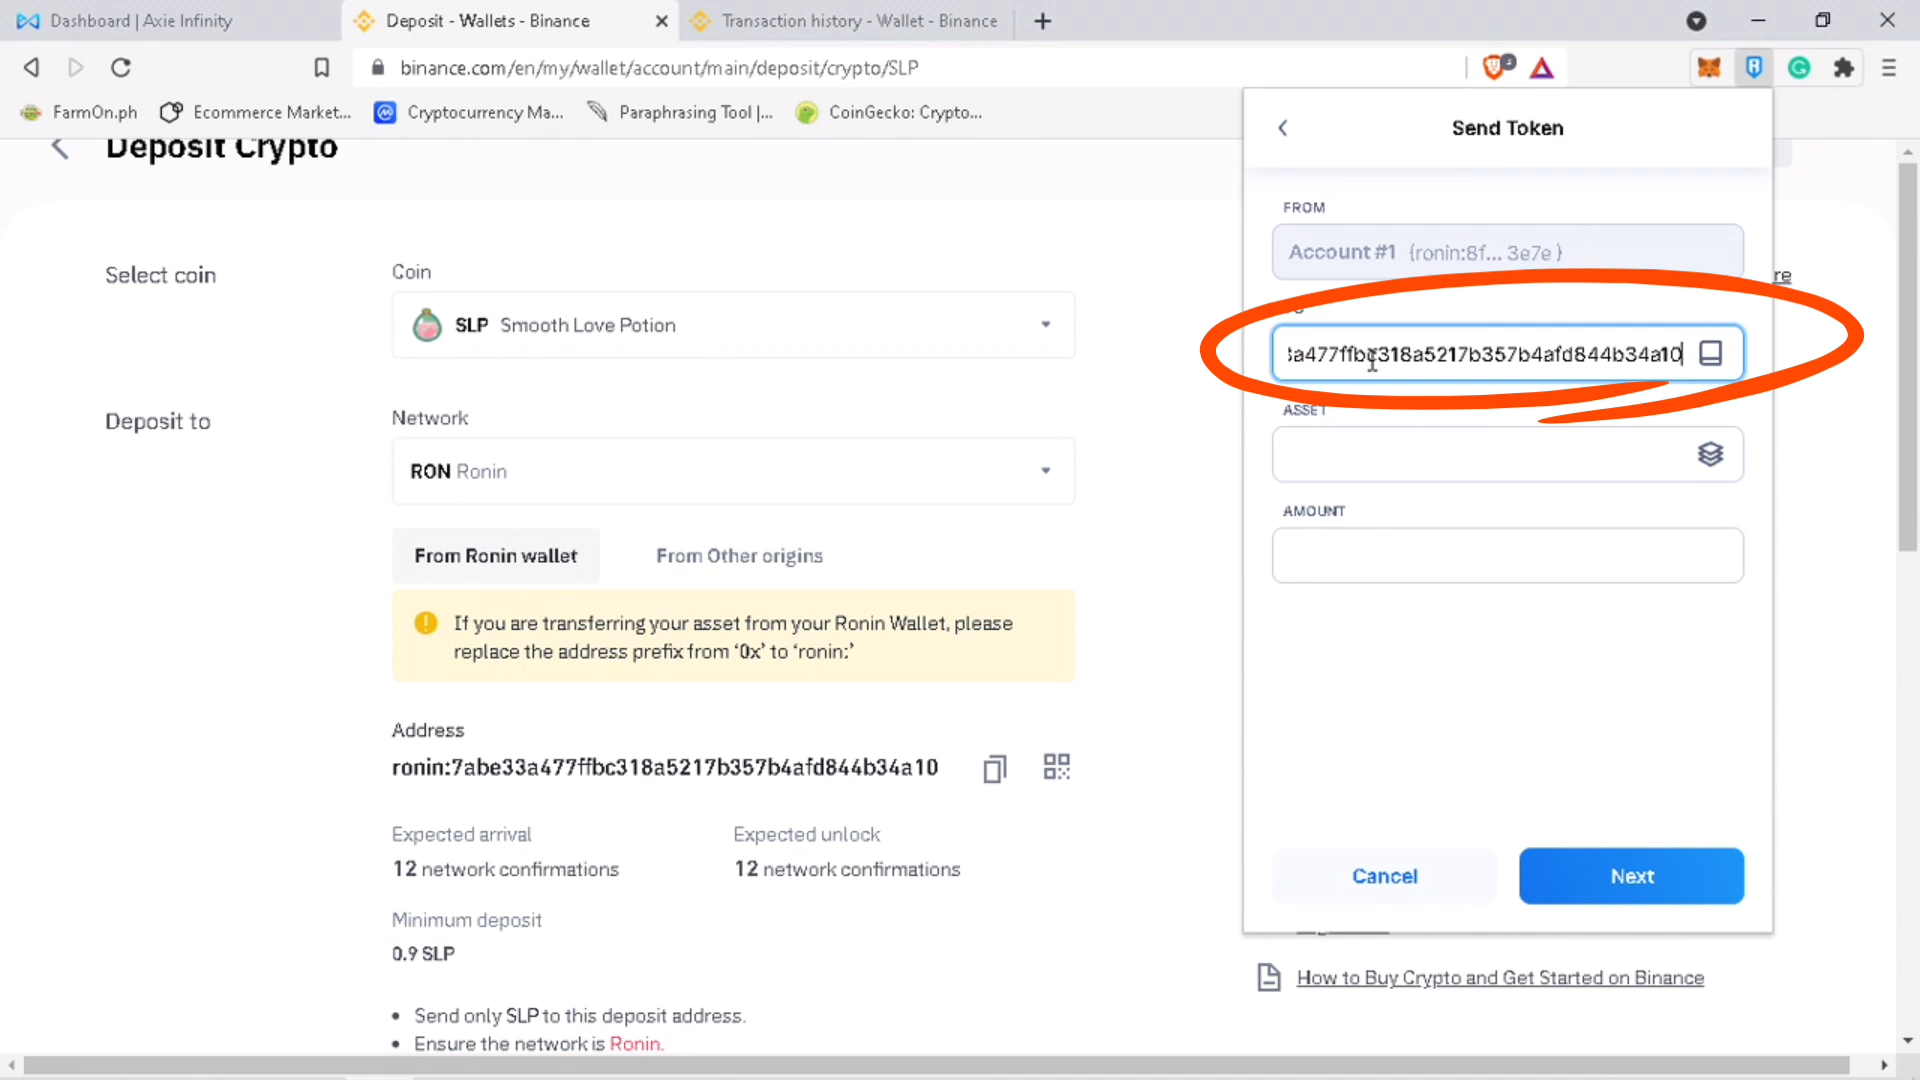 Dashboard | Axie Infinity
Deposit - Wallets - Binance
Transaction history - Wallet - Binance
binance.com/en/my/wallet/account/main/deposit/crypto/SLP
FarmOn.ph
Ecommerce Market...
Cryptocurrency Ma...
Paraphrasing Tool |...
CoinGecko: Crypto...
Deposit Crypto
Select coin
Coin
SLP Smooth Love Potion
Deposit to
Network
RON Ronin
From Ronin wallet
From Other origins
If you are transferring your asset from your Ronin Wallet, please
replace the address prefix from ‘0x’ to ‘ronin:’
Address
ronin:7abe33a477ffbc318a5217b357b4afd844b34a10
Expected arrival
12 network confirmations
Expected unlock
12 network confirmations
Minimum deposit
0.9 SLP
• Send only SLP to this deposit address.
• Ensure the network is Ronin.
Send Token
FROM
Account #1 (ronin:8f... 3e7e )
3a477ffbc318a5217b357b4afd844b34a10
ASSET
AMOUNT
Cancel
Next
re
How to Buy Crypto and Get Started on Binance